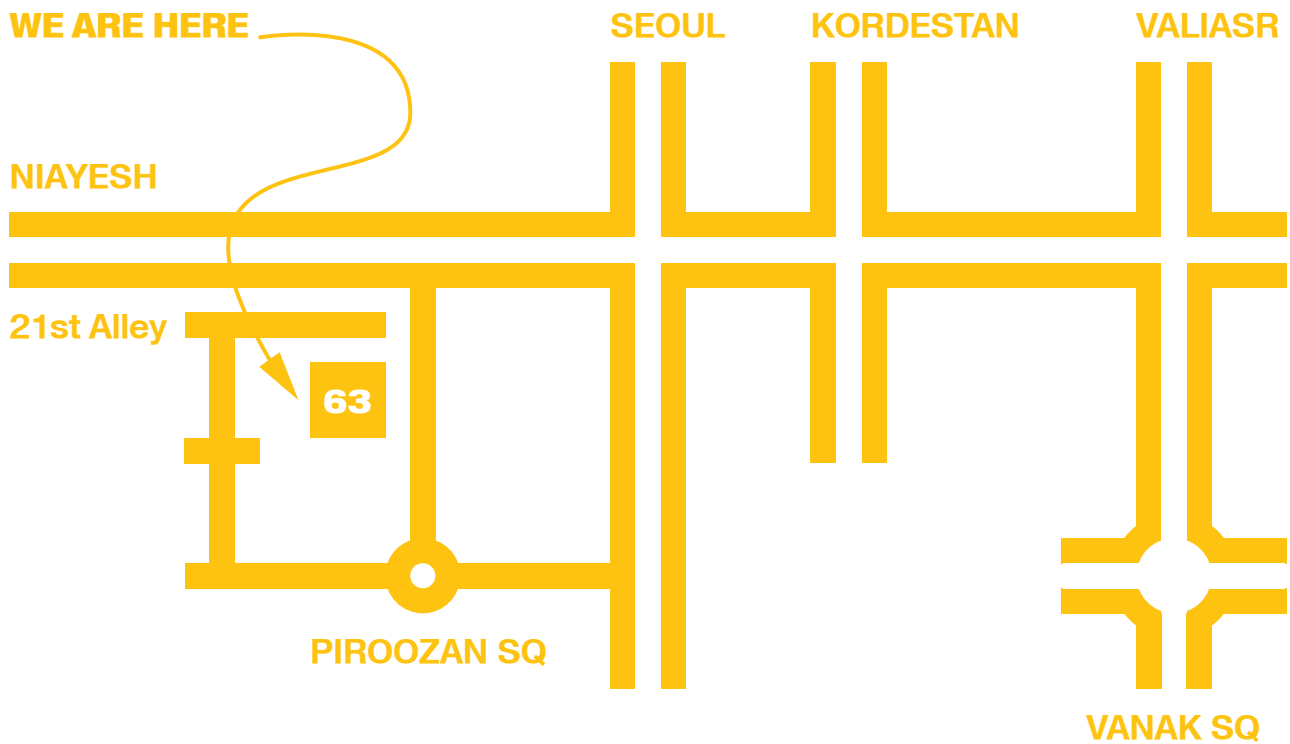 WE ARE HERE
SEOUL
KORDESTAN
VALIASR
NIAYESH
21st Alley
63
PIROOZAN SQ
VANAK SQ